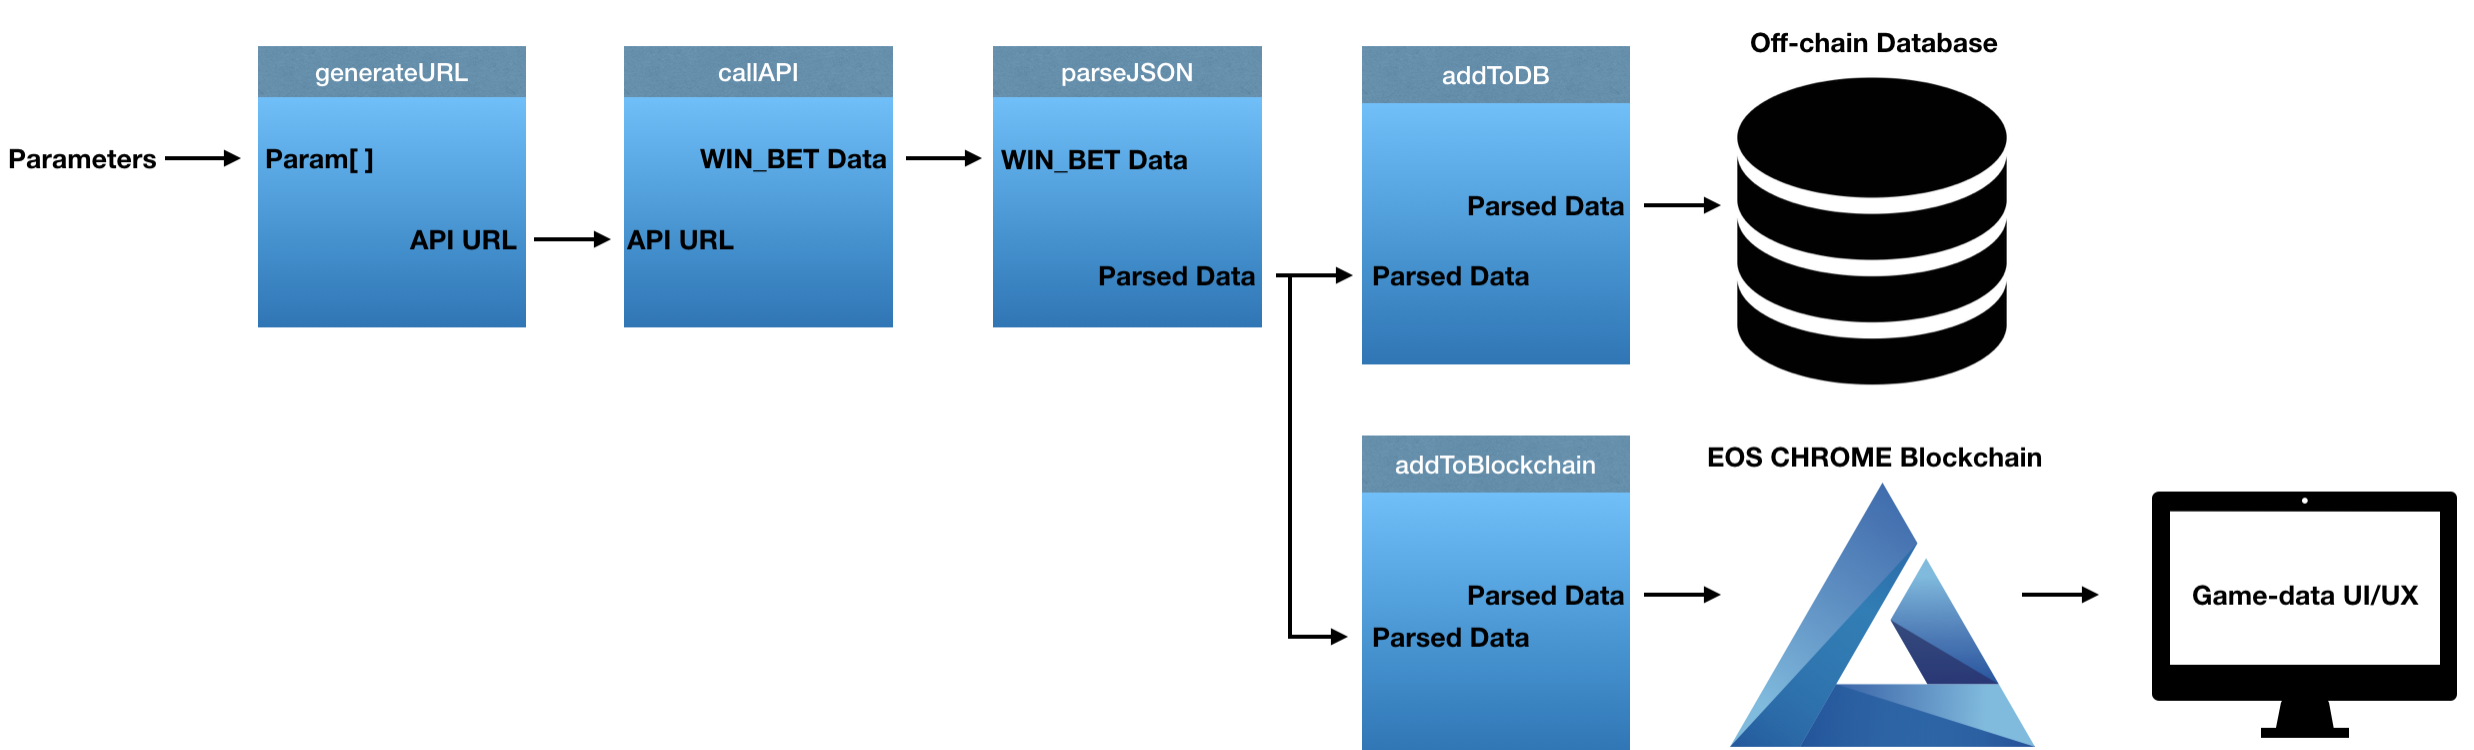 generateURL
Parameters
Param[ ]
API URL
callAPI
WIN_BET Data
API URL
parseJSON
WIN_BET Data
Parsed Data
addToDB
Parsed Data
Parsed Data
Off-chain Database
addToBlockchain
Parsed Data
Parsed Data
EOS CHROME Blockchain
Game-data UI/UX